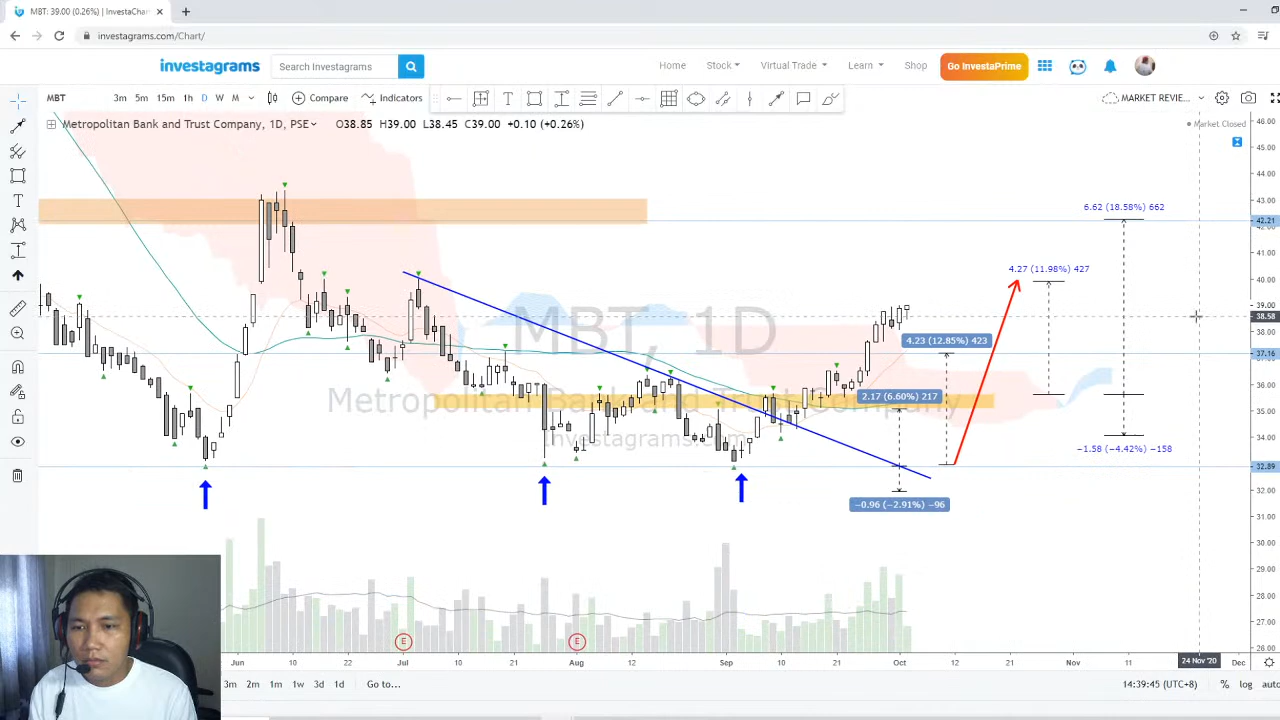 MBT: 39.00 (0.26%) | InvestaChar
investagrams.com/Chart/
investagrams
Search Investagrams
Home
Stock
Virtual Trade
Learn
Shop
Go InvestaPrime
MBT
3m 5m 15m 1h D W M
Compare
Indicators
MARKET REVIE...
Metropolitan Bank and Trust Company, 1D, PSE
O38.85 H39.00 L38.45 C39.00 +0.10 (+0.26%)
Market Closed
MBT, 1D
Metropolitan Bank and Trust Company
Investagrams.com
6.62 (18.58%) 662
4.27 (11.98%) 427
4.23 (12.85%) 423
2.17 (6.60%) 217
−1.58 (−4.42%) −158
−0.96 (−2.91%) −96
46.00
45.00
44.00
43.00
42.21
42.00
41.00
40.00
39.00
38.58
38.00
37.16
36.00
35.00
34.00
32.89
32.00
31.00
30.00
29.00
28.00
27.00
26.00
E
E
Jun 10 22 Jul 10 21 Aug 12 Sep 10 21 Oct 12 21 Nov 11 24 Nov '20 Dec
3m 2m 1m 1w 3d 1d Go to...
14:39:45 (UTC+8) % log auto